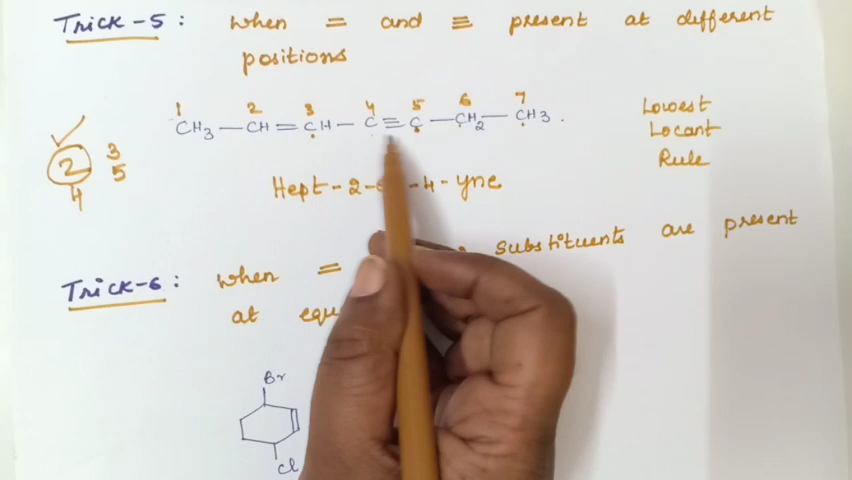 Trick-5: When = and ≡ present at different
positions
1 2 3 4 5 6 7
CH3 — CH = CH — C ≡ C — CH2 — CH3.
Lowest
Locant
Rule
2 3
4 5
Hept-2- -4-yne
Trick-6: When = substituents are present
at
Br
Cl